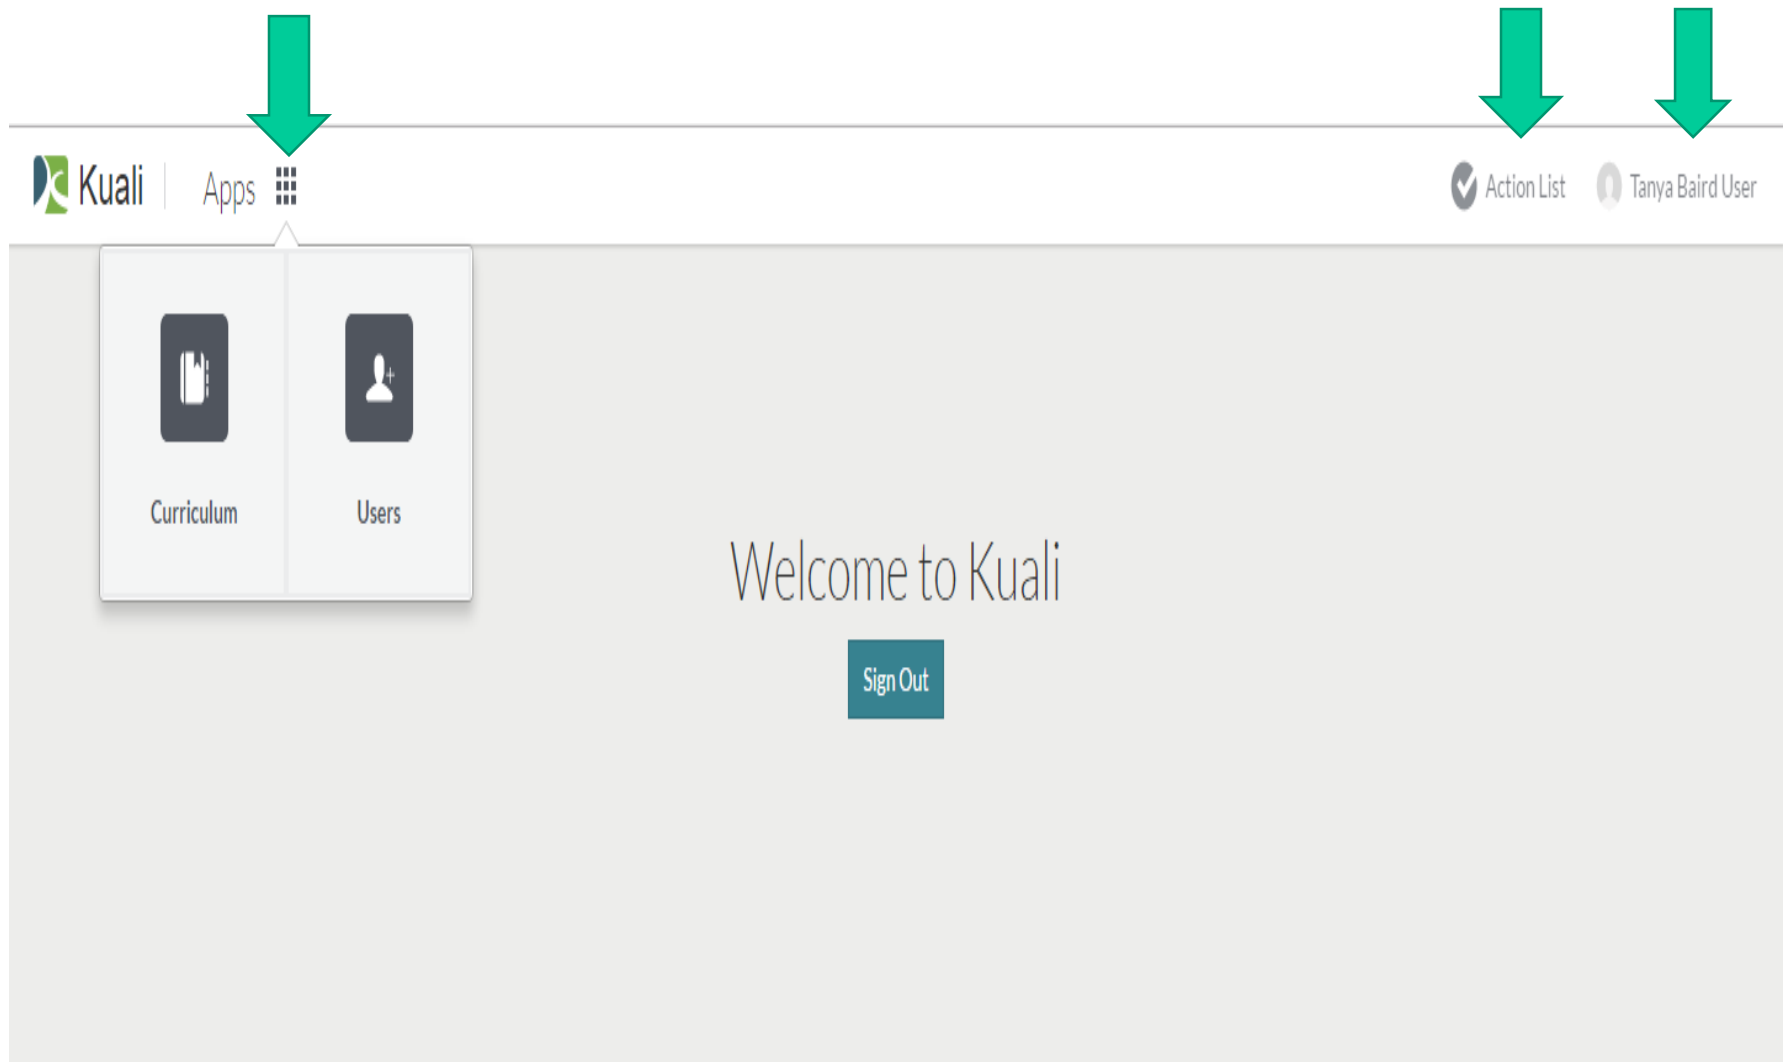 Kuali Apps Action List Tanya Baird User
Curriculum Users
Welcome to Kuali
Sign Out